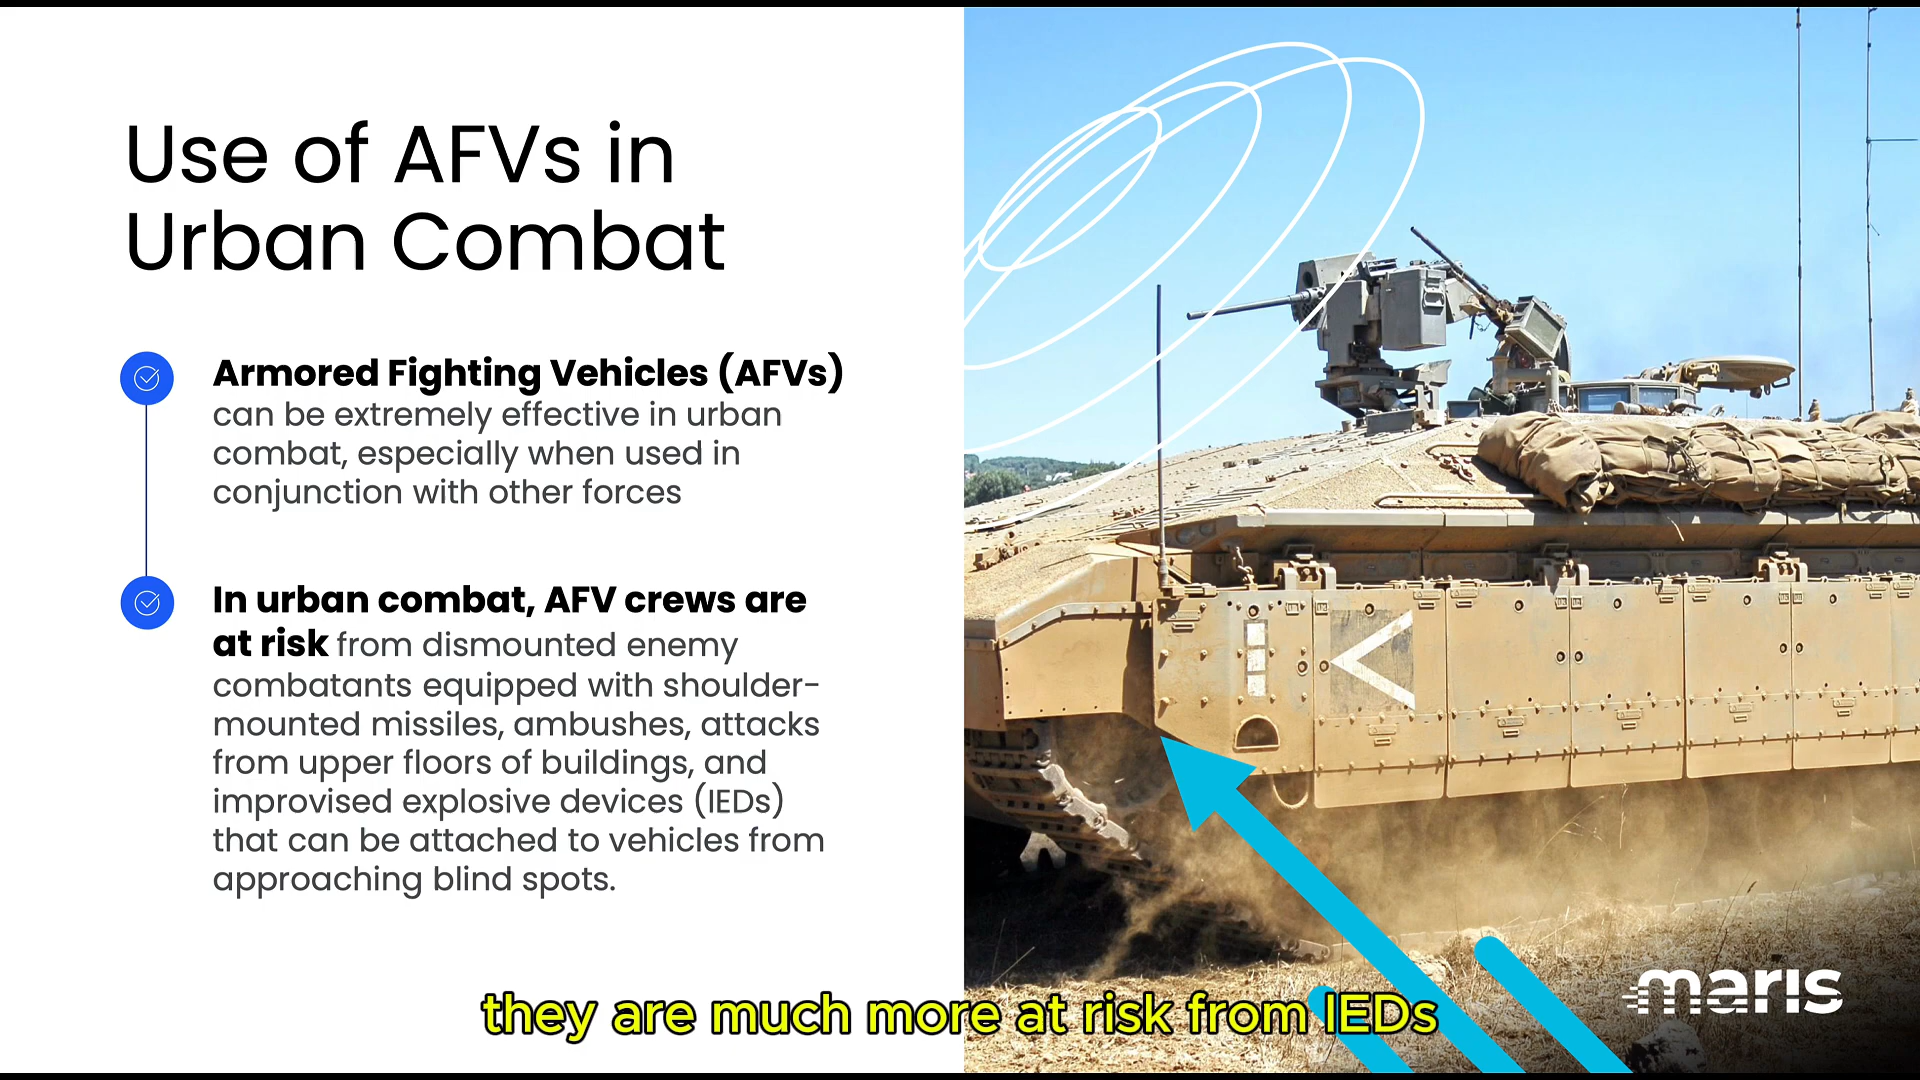 Use of AFVs in
Urban Combat
Armored Fighting Vehicles (AFVs)
can be extremely effective in urban
combat, especially when used in
conjunction with other forces
In urban combat, AFV crews are
at risk from dismounted enemy
combatants equipped with shoulder-
mounted missiles, ambushes, attacks
from upper floors of buildings, and
improvised explosive devices (IEDs)
that can be attached to vehicles from
approaching blind spots.
maris
they are much more at risk from IEDs